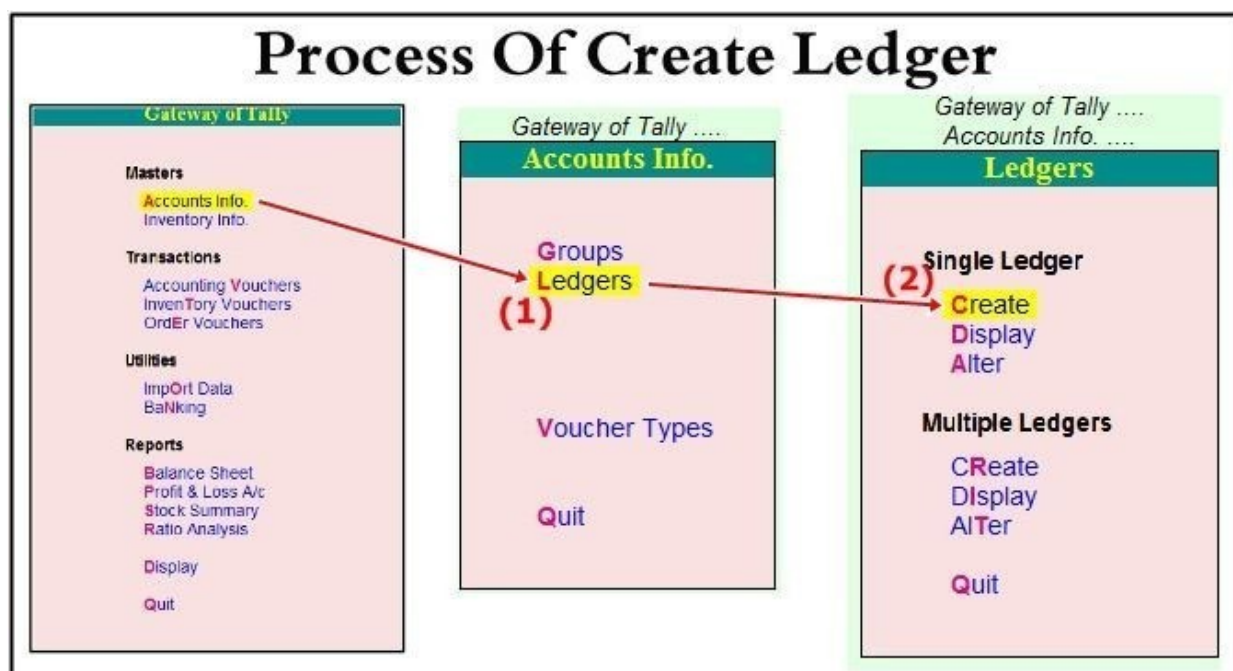 Process Of Create Ledger
Gateway of Tally
Masters
Accounts Info.
Inventory Info.
Transactions
Accounting Vouchers
InvenTory Vouchers
OrdEr Vouchers
Utilities
ImpOrt Data
BaNking
Reports
Balance Sheet
Profit & Loss A/c
Stock Summary
Ratio Analysis
Display
Quit
Gateway of Tally ....
Accounts Info.
Groups
Ledgers
(1)
Voucher Types
Quit
Gateway of Tally ....
Accounts Info. ....
Ledgers
Single Ledger
(2)
Create
Display
Alter
Multiple Ledgers
CReate
DIsplay
AlTer
Quit